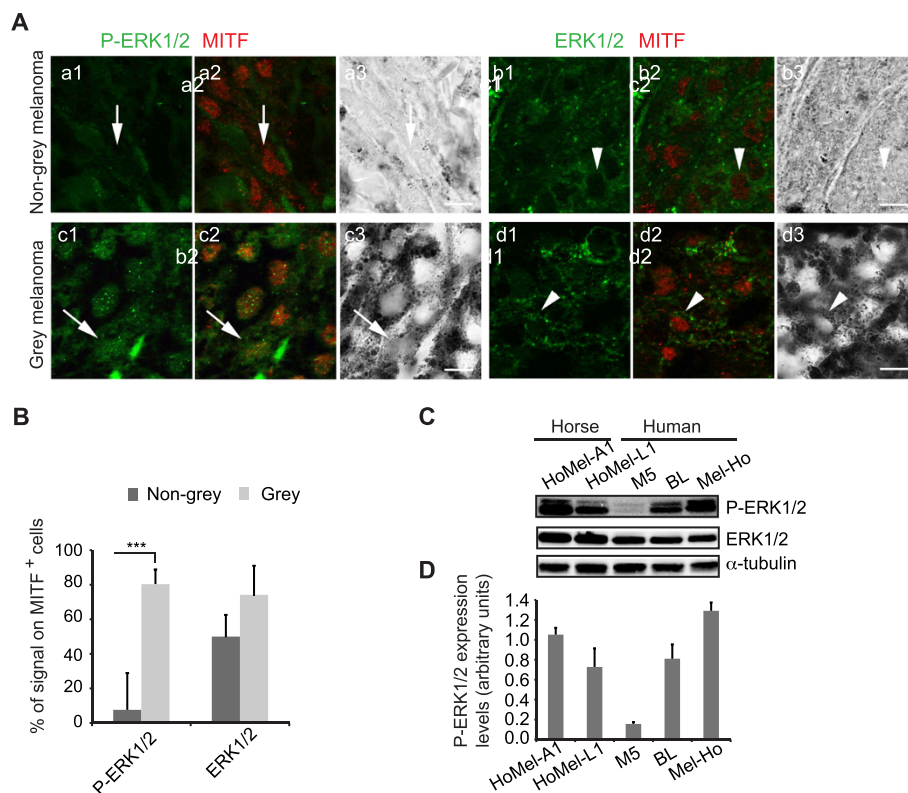 A
P-ERK1/2 MITF
ERK1/2 MITF
Non-grey melanoma
a1
a2
a2
a3
b1
c1
b2
c2
b3
Grey melanoma
c1
b2
c2
c3
d1
d1
d2
d2
d3
B
Non-grey
Grey
% of signal on MITF + cells
100
80
60
40
20
0
***
P-ERK1/2
ERK1/2
C
Horse
Human
HoMel-A1
HoMel-L1
M5
BL
Mel-Ho
P-ERK1/2
ERK1/2
α-tubulin
D
P-ERK1/2 expression
levels (arbitrary units)
1.4
1.2
1.0
0.8
0.6
0.4
0.2
0.0
HoMel-A1
HoMel-L1
M5
BL
Mel-Ho